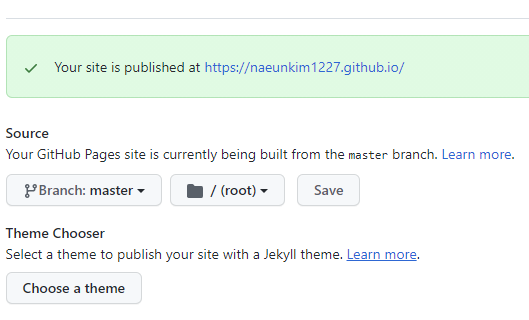 Your site is published at https://naeunkim1227.github.io/
Source
Your GitHub Pages site is currently being built from the master branch. Learn more.
Branch: master / (root) Save
Theme Chooser
Select a theme to publish your site with a Jekyll theme. Learn more.
Choose a theme